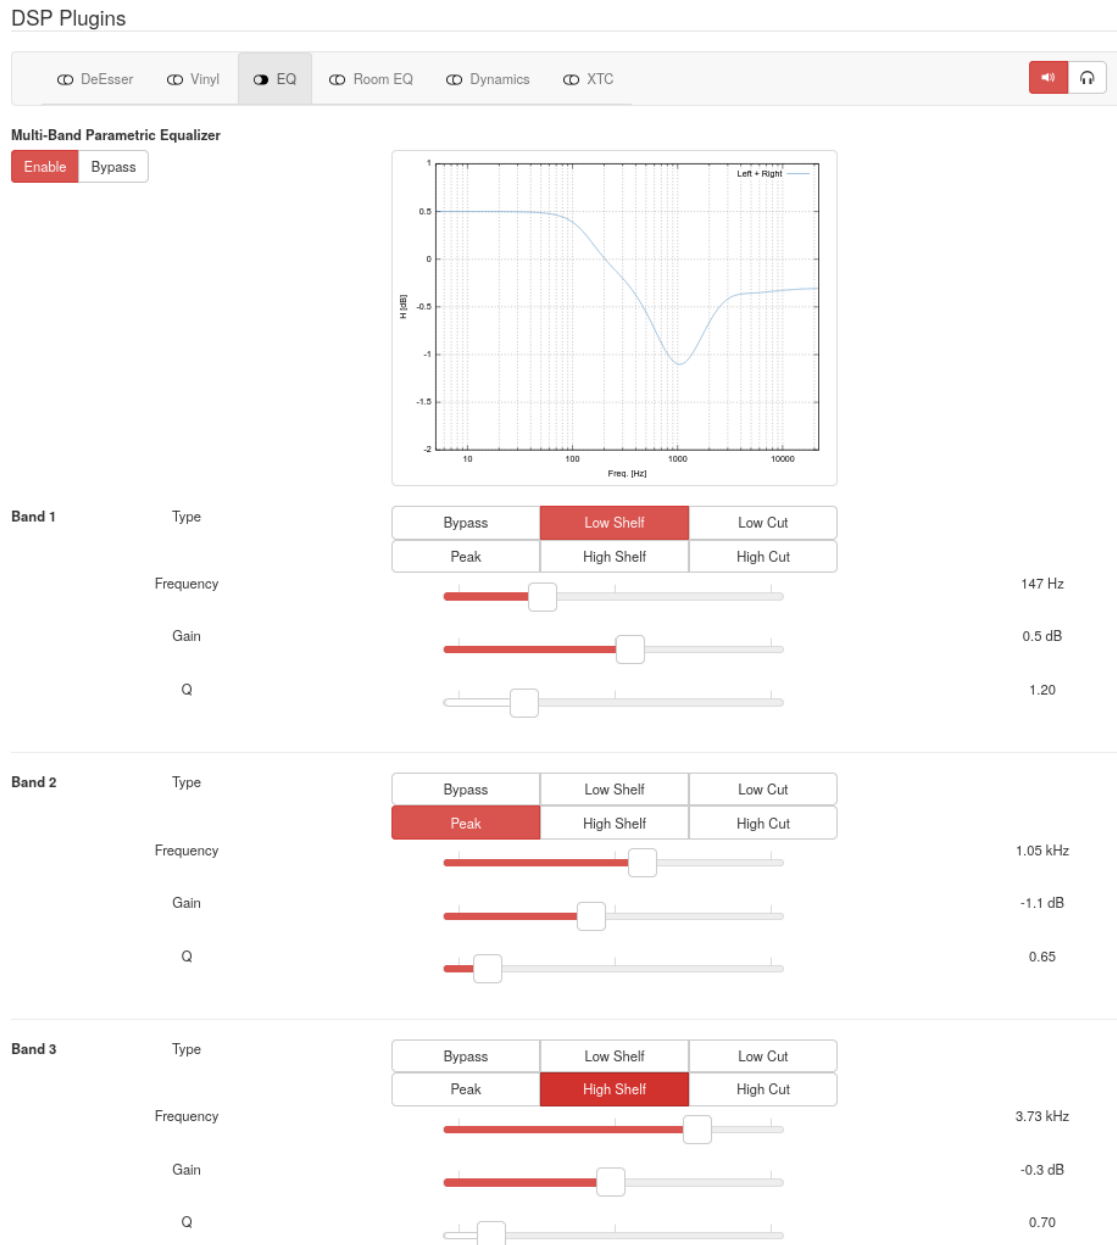 DSP Plugins
DeEsser Vinyl EQ Room EQ Dynamics XTC
Multi-Band Parametric Equalizer
Enable Bypass
1
Left + Right
0.5
0
-0.5
H [dB]
-1
-1.5
-2
10 100 1000 10000
Freq. [Hz]
Band 1 Type Bypass Low Shelf Low Cut
Peak High Shelf High Cut
Frequency 147 Hz
Gain 0.5 dB
Q 1.20
Band 2 Type Bypass Low Shelf Low Cut
Peak High Shelf High Cut
Frequency 1.05 kHz
Gain -1.1 dB
Q 0.65
Band 3 Type Bypass Low Shelf Low Cut
Peak High Shelf High Cut
Frequency 3.73 kHz
Gain -0.3 dB
Q 0.70